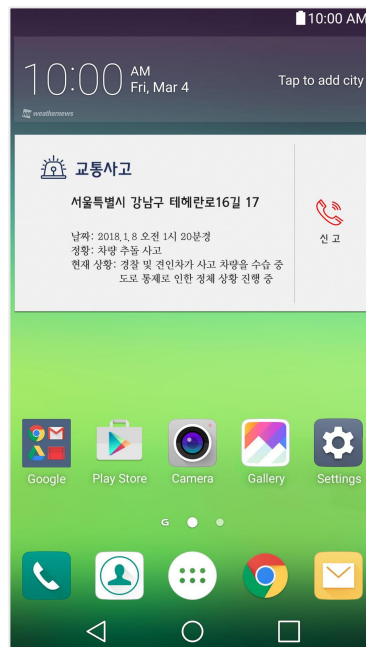 10:00 AM
10:00 AM
Fri, Mar 4
Tap to add city
weathernews
교통사고
서울특별시 강남구 테헤란로16길 17
날짜: 2018.1.8 오전 1시 20분경
정황: 차량 추돌 사고
현재 상황: 경찰 및 견인차가 사고 차량을 수습 중
도로 통제로 인한 정체 상황 진행 중
신고
Google
Play Store
Camera
Gallery
Settings
G